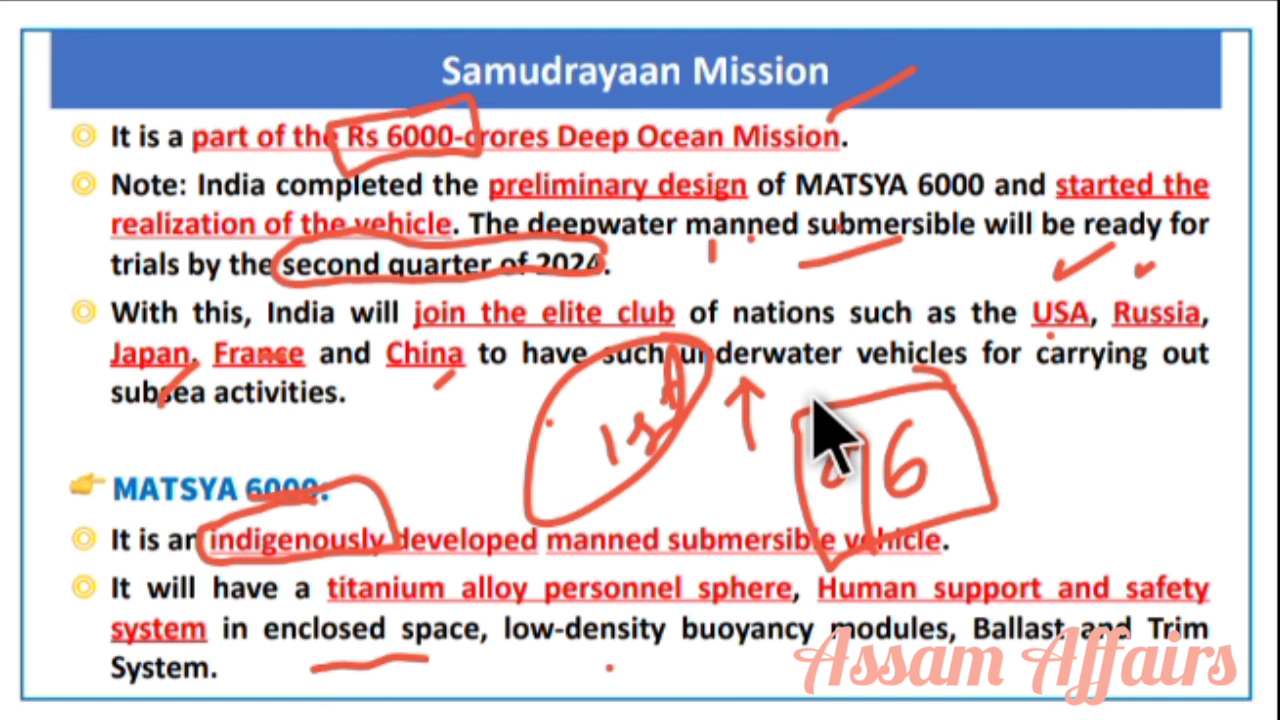 Samudrayaan Mission
It is a part of the Rs 6000-crores Deep Ocean Mission.
Note: India completed the preliminary design of MATSYA 6000 and started the
realization of the vehicle. The deepwater manned submersible will be ready for
trials by the second quarter of 2024.
With this, India will join the elite club of nations such as the USA, Russia,
Japan, France and China to have such underwater vehicles for carrying out
subsea activities.
1st
6
MATSYA 6000:
It is an indigenously developed manned submersible vehicle.
It will have a titanium alloy personnel sphere, Human support and safety
system in enclosed space, low-density buoyancy modules, Ballast and Trim
System.
Assam Affairs